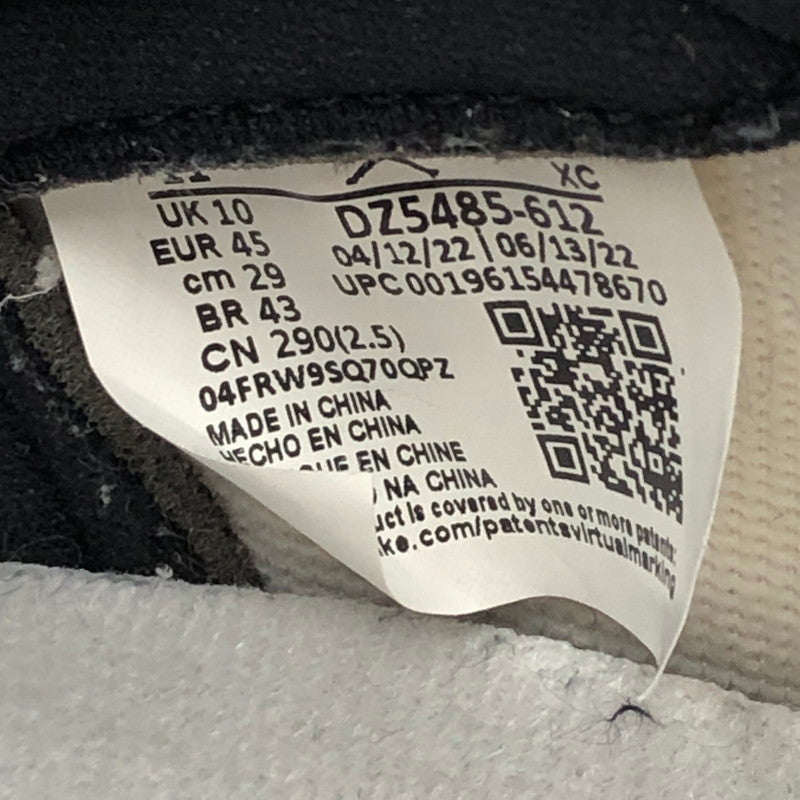 XC
UK 10
EUR 45
cm 29
BR 43
CN 290(2.5)
04FRW9SQ70QPZ
DZ5485-612
04/12/22 | 06/13/22
UPC00196154478670
MADE IN CHINA
HECHO EN CHINA
EN CHINE
NA CHINA
uct is covered by one or more patents:
ke.com/patentsvirtualmarking